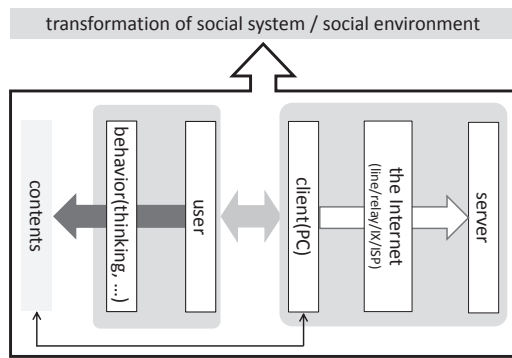 transformation of social system / social environment
contents
behavior(thinking, ...)
user
client(PC)
the Internet
(line/relay/IX/ISP)
server